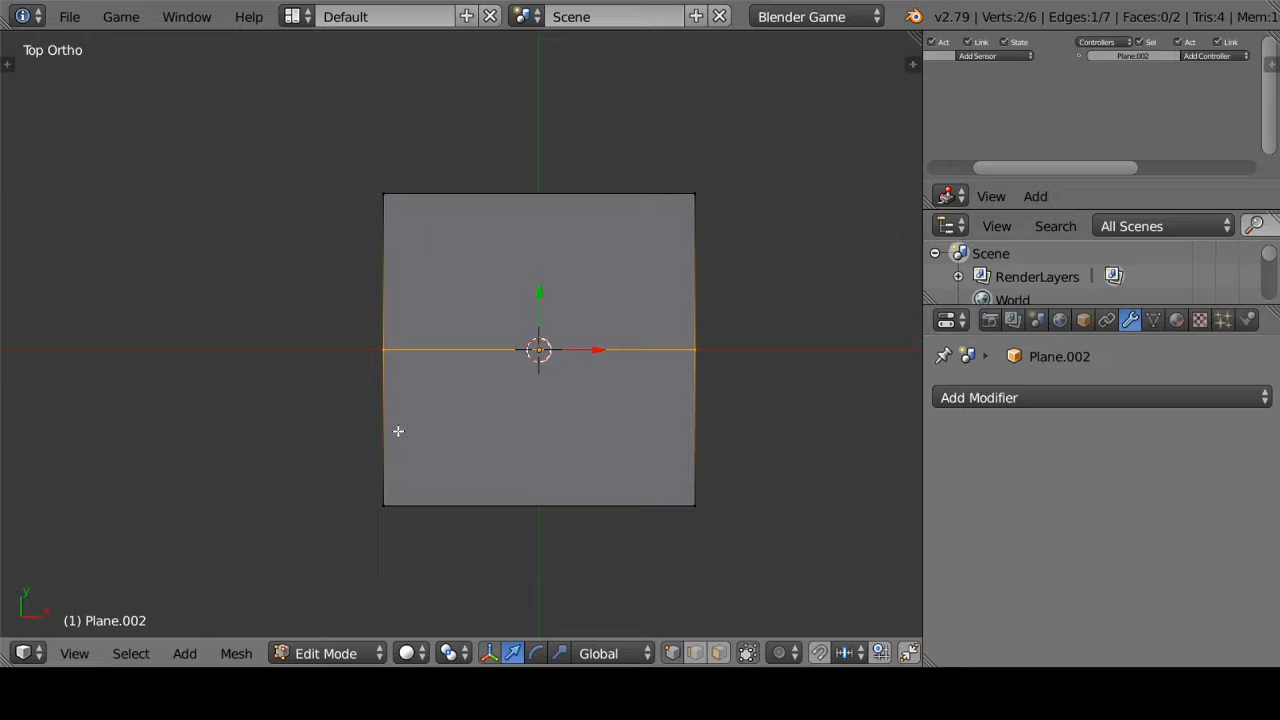 File Game Window Help Default Scene Blender Game v2.79 | Verts:2/6 | Edges:1/7 | Faces:0/2 | Tris:4 | Mem:1
Top Ortho
Act Link State Controllers Sel Act Link
Add Sensor Plane.002 Add Controller
View Add
View Search All Scenes
Scene
RenderLayers
World
Plane.002
Add Modifier
y
x
(1) Plane.002
View Select Add Mesh Edit Mode Global